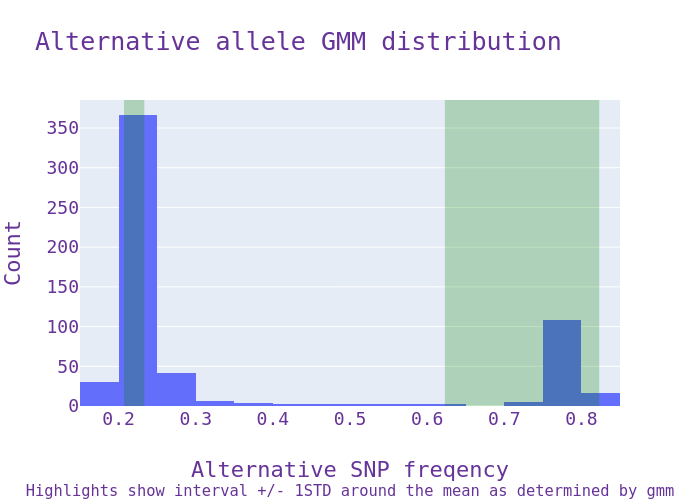 Alternative allele GMM distribution
350
300
250
200
150
100
50
0
Count
0.2 0.3 0.4 0.5 0.6 0.7 0.8
Alternative SNP freqency
Highlights show interval +/- 1STD around the mean as determined by gmm